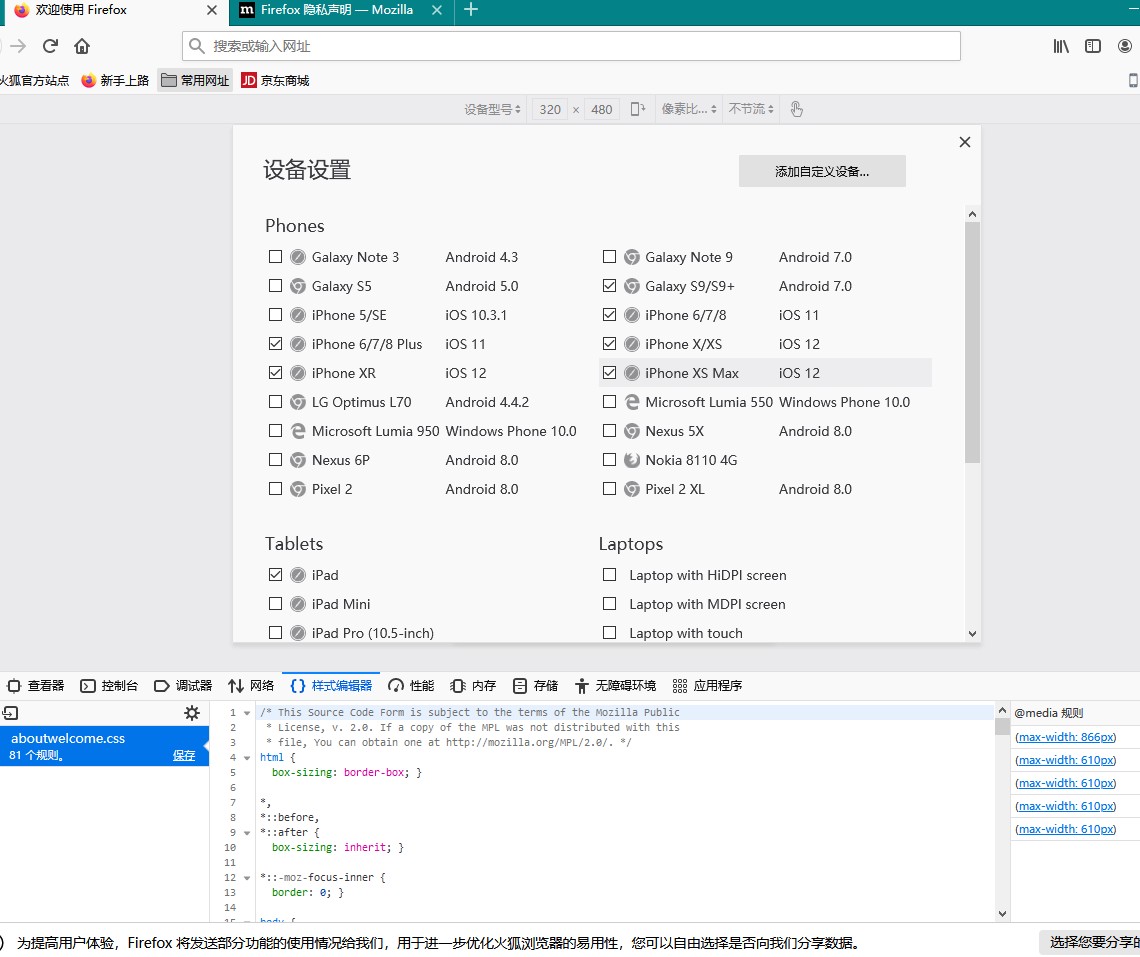 欢迎使用 Firefox
Firefox 隐私声明 — Mozilla
搜索或输入网址
火狐官方站点 新手上路 常用网址 JD 京东商城
设备型号 320 × 480 像素比... 不节流
设备设置
添加自定义设备...
Phones
Galaxy Note 3 Android 4.3 Galaxy Note 9 Android 7.0
Galaxy S5 Android 5.0 Galaxy S9/S9+ Android 7.0
iPhone 5/SE iOS 10.3.1 iPhone 6/7/8 iOS 11
iPhone 6/7/8 Plus iOS 11 iPhone X/XS iOS 12
iPhone XR iOS 12 iPhone XS Max iOS 12
LG Optimus L70 Android 4.4.2 Microsoft Lumia 550 Windows Phone 10.0
Microsoft Lumia 950 Windows Phone 10.0 Nexus 5X Android 8.0
Nexus 6P Android 8.0 Nokia 8110 4G
Pixel 2 Android 8.0 Pixel 2 XL Android 8.0
Tablets Laptops
iPad Laptop with HiDPI screen
iPad Mini Laptop with MDPI screen
iPad Pro (10.5-inch) Laptop with touch
查看器 控制台 调试器 网络 样式编辑器 性能 内存 存储 无障碍环境 应用程序
aboutwelcome.css
81 个规则。 保存
1 /* This Source Code Form is subject to the terms of the Mozilla Public
2 * License, v. 2.0. If a copy of the MPL was not distributed with this
3 * file, You can obtain one at http://mozilla.org/MPL/2.0/. */
4 html {
5 box-sizing: border-box; }
6
7 *,
8 *::before,
9 *::after {
10 box-sizing: inherit; }
11
12 *::-moz-focus-inner {
13 border: 0; }
14
15 body {
@media 规则
(max-width: 866px)
(max-width: 610px)
(max-width: 610px)
(max-width: 610px)
(max-width: 610px)
为提高用户体验，Firefox 将发送部分功能的使用情况给我们，用于进一步优化火狐浏览器的易用性，您可以自由选择是否向我们分享数据。
选择您要分享的